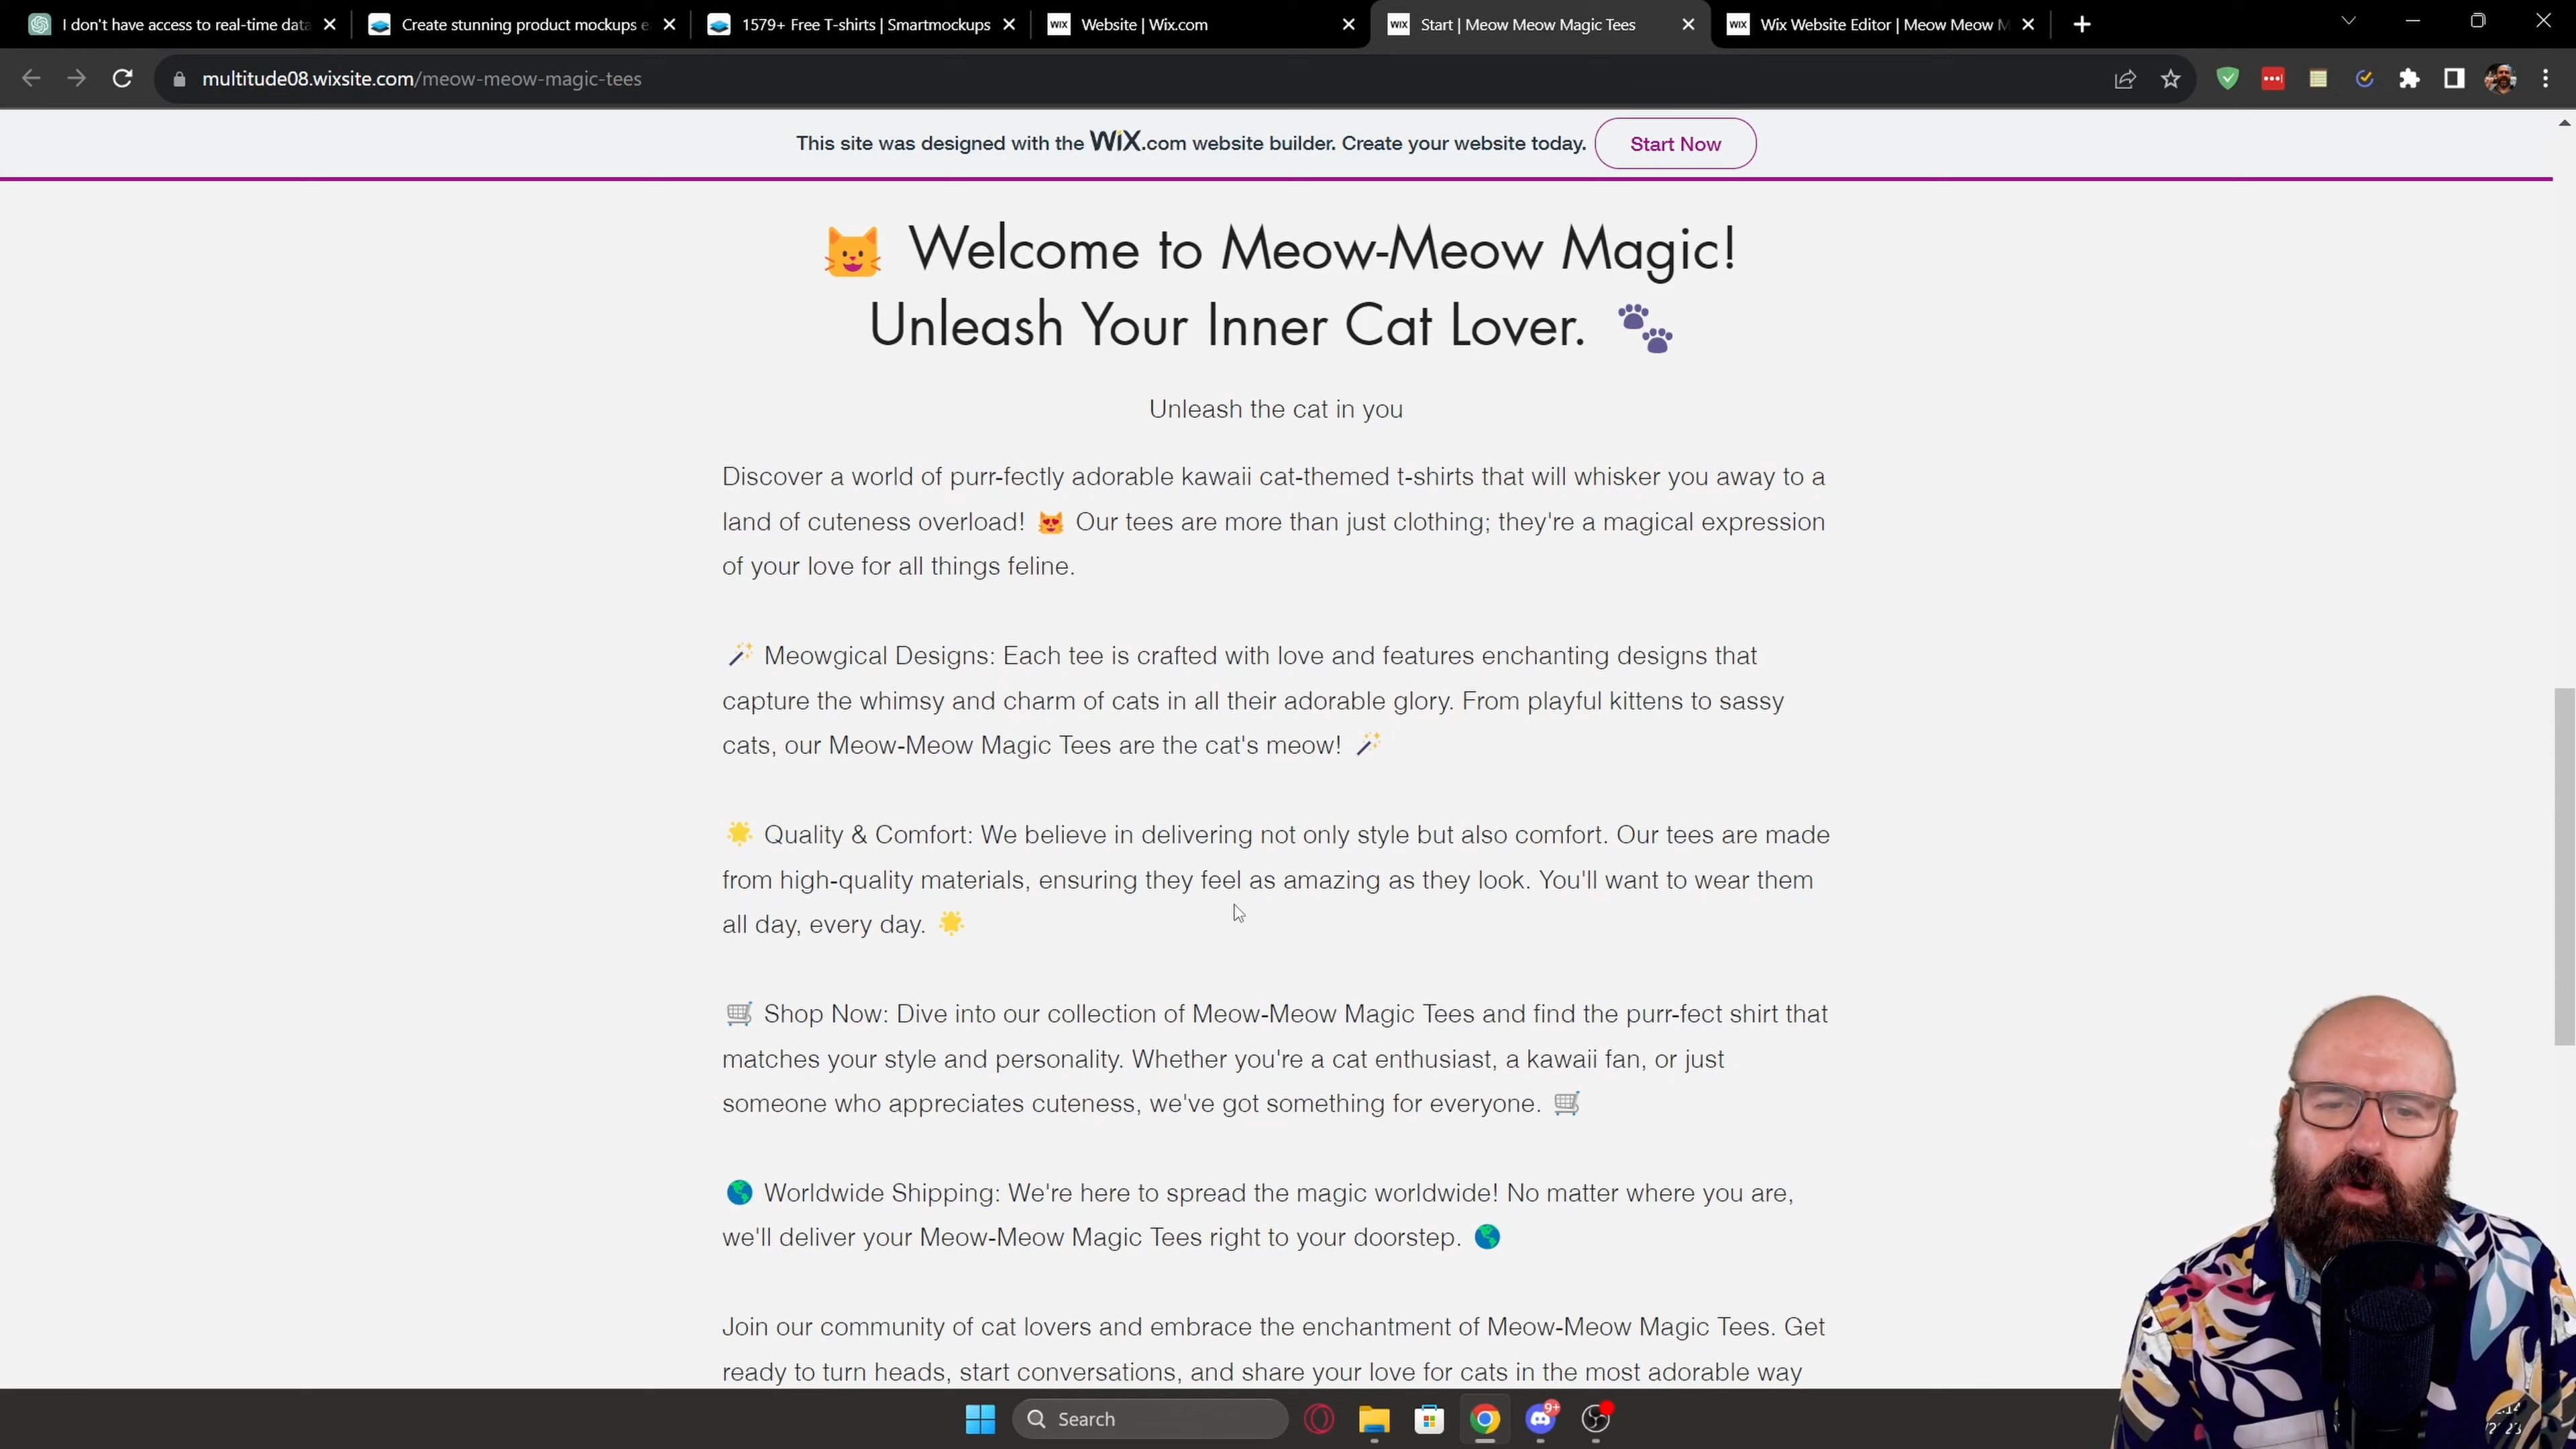 I don't have access to real-time data
Create stunning product mockups e
1579+ Free T-shirts | Smartmockups
WiX Website | Wix.com
WiX Start | Meow Meow Magic Tees
WiX Wix Website Editor | Meow Meow M
multitude08.wixsite.com/meow-meow-magic-tees
This site was designed with the WiX.com website builder. Create your website today. Start Now
😺 Welcome to Meow-Meow Magic!
Unleash Your Inner Cat Lover. 🐾
Unleash the cat in you
Discover a world of purr-fectly adorable kawaii cat-themed t-shirts that will whisker you away to a
land of cuteness overload! 😻 Our tees are more than just clothing; they're a magical expression
of your love for all things feline.
🪄 Meowgical Designs: Each tee is crafted with love and features enchanting designs that
capture the whimsy and charm of cats in all their adorable glory. From playful kittens to sassy
cats, our Meow-Meow Magic Tees are the cat's meow! 🪄
🌟 Quality & Comfort: We believe in delivering not only style but also comfort. Our tees are made
from high-quality materials, ensuring they feel as amazing as they look. You'll want to wear them
all day, every day. 🌟
🛒 Shop Now: Dive into our collection of Meow-Meow Magic Tees and find the purr-fect shirt that
matches your style and personality. Whether you're a cat enthusiast, a kawaii fan, or just
someone who appreciates cuteness, we've got something for everyone. 🛒
🌎 Worldwide Shipping: We're here to spread the magic worldwide! No matter where you are,
we'll deliver your Meow-Meow Magic Tees right to your doorstep. 🌎
Join our community of cat lovers and embrace the enchantment of Meow-Meow Magic Tees. Get
ready to turn heads, start conversations, and share your love for cats in the most adorable way
Search
9+